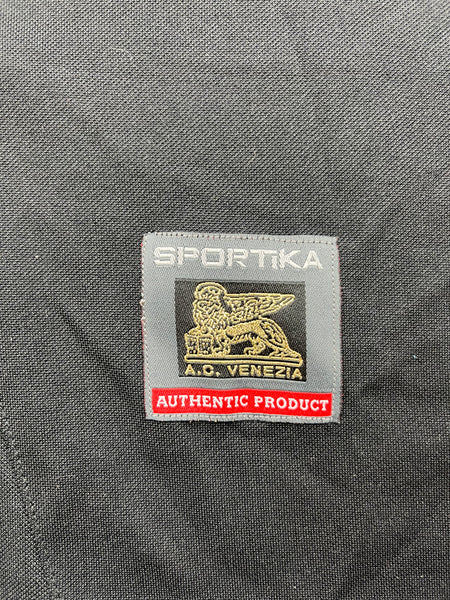 SPORTiKA
A.C. VENEZIA
AUTHENTIC PRODUCT